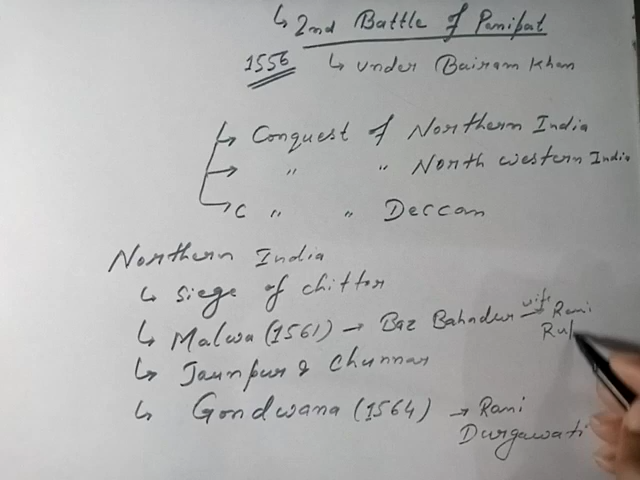 ↳ 2nd Battle of Panipat
1556 ↳ under Bairam Khan
→ Conquest of Northern India
→ " " North western India
→ C " " Deccan
Northern India
↳ Siege of chittor
↳ Malwa (1561) → Baz Bahadur wife → Rani
Ru
↳ Jaunpur & Chunnar
↳ Gondwana (1564) → Rani
Durgawati